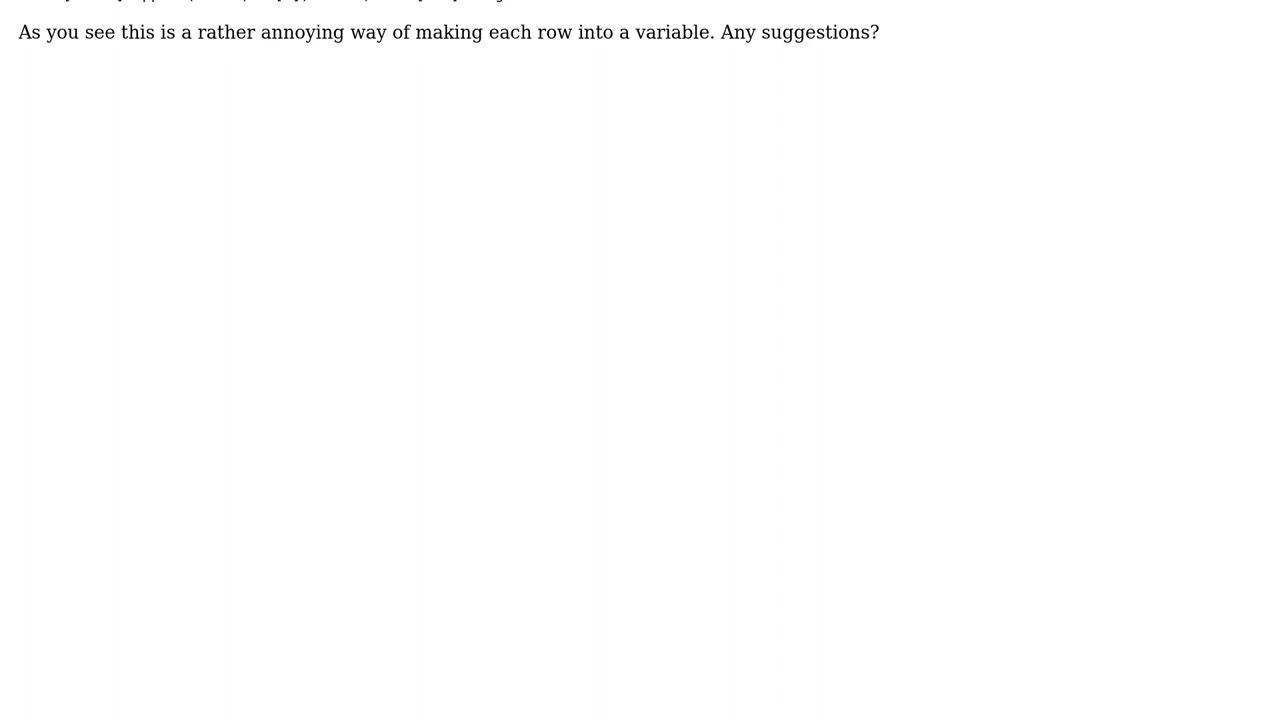 As you see this is a rather annoying way of making each row into a variable. Any suggestions?